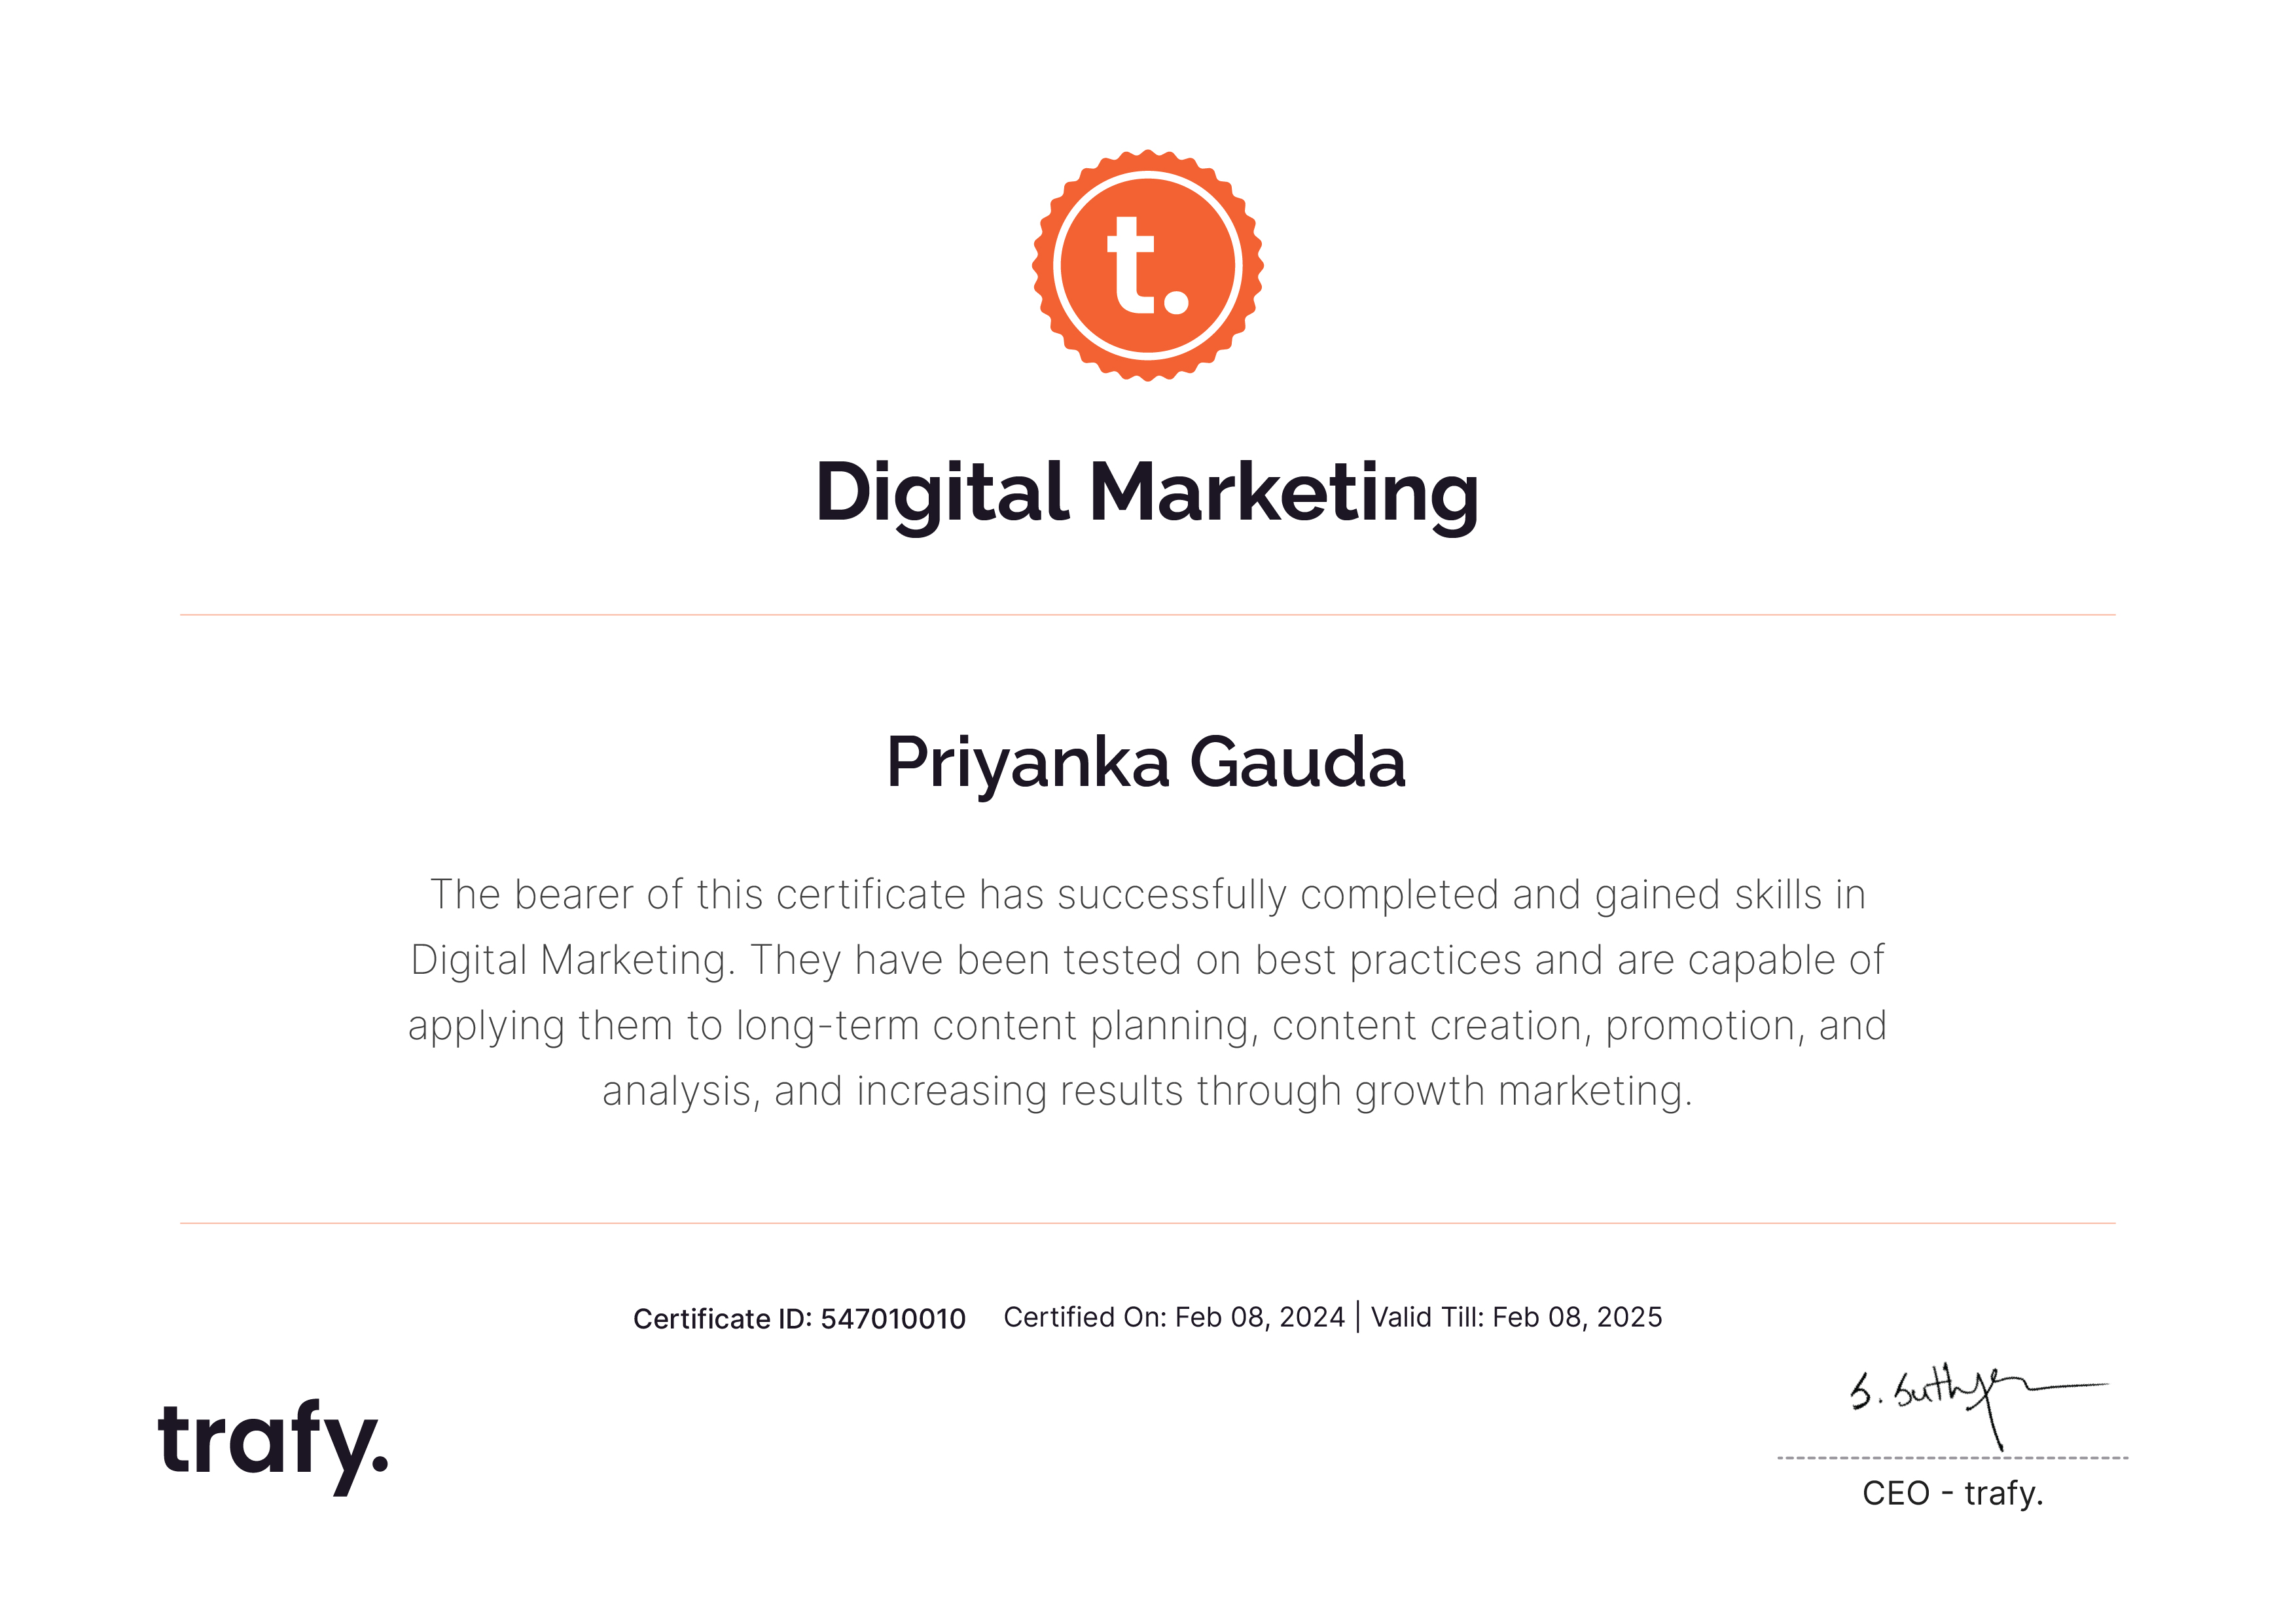 t.
Digital Marketing
Priyanka Gauda
The bearer of this certificate has successfully completed and gained skills in
Digital Marketing. They have been tested on best practices and are capable of
applying them to long-term content planning, content creation, promotion, and
analysis, and increasing results through growth marketing.
Certificate ID: 547010010 Certified On: Feb 08, 2024 | Valid Till: Feb 08, 2025
trafy.
CEO - trafy.